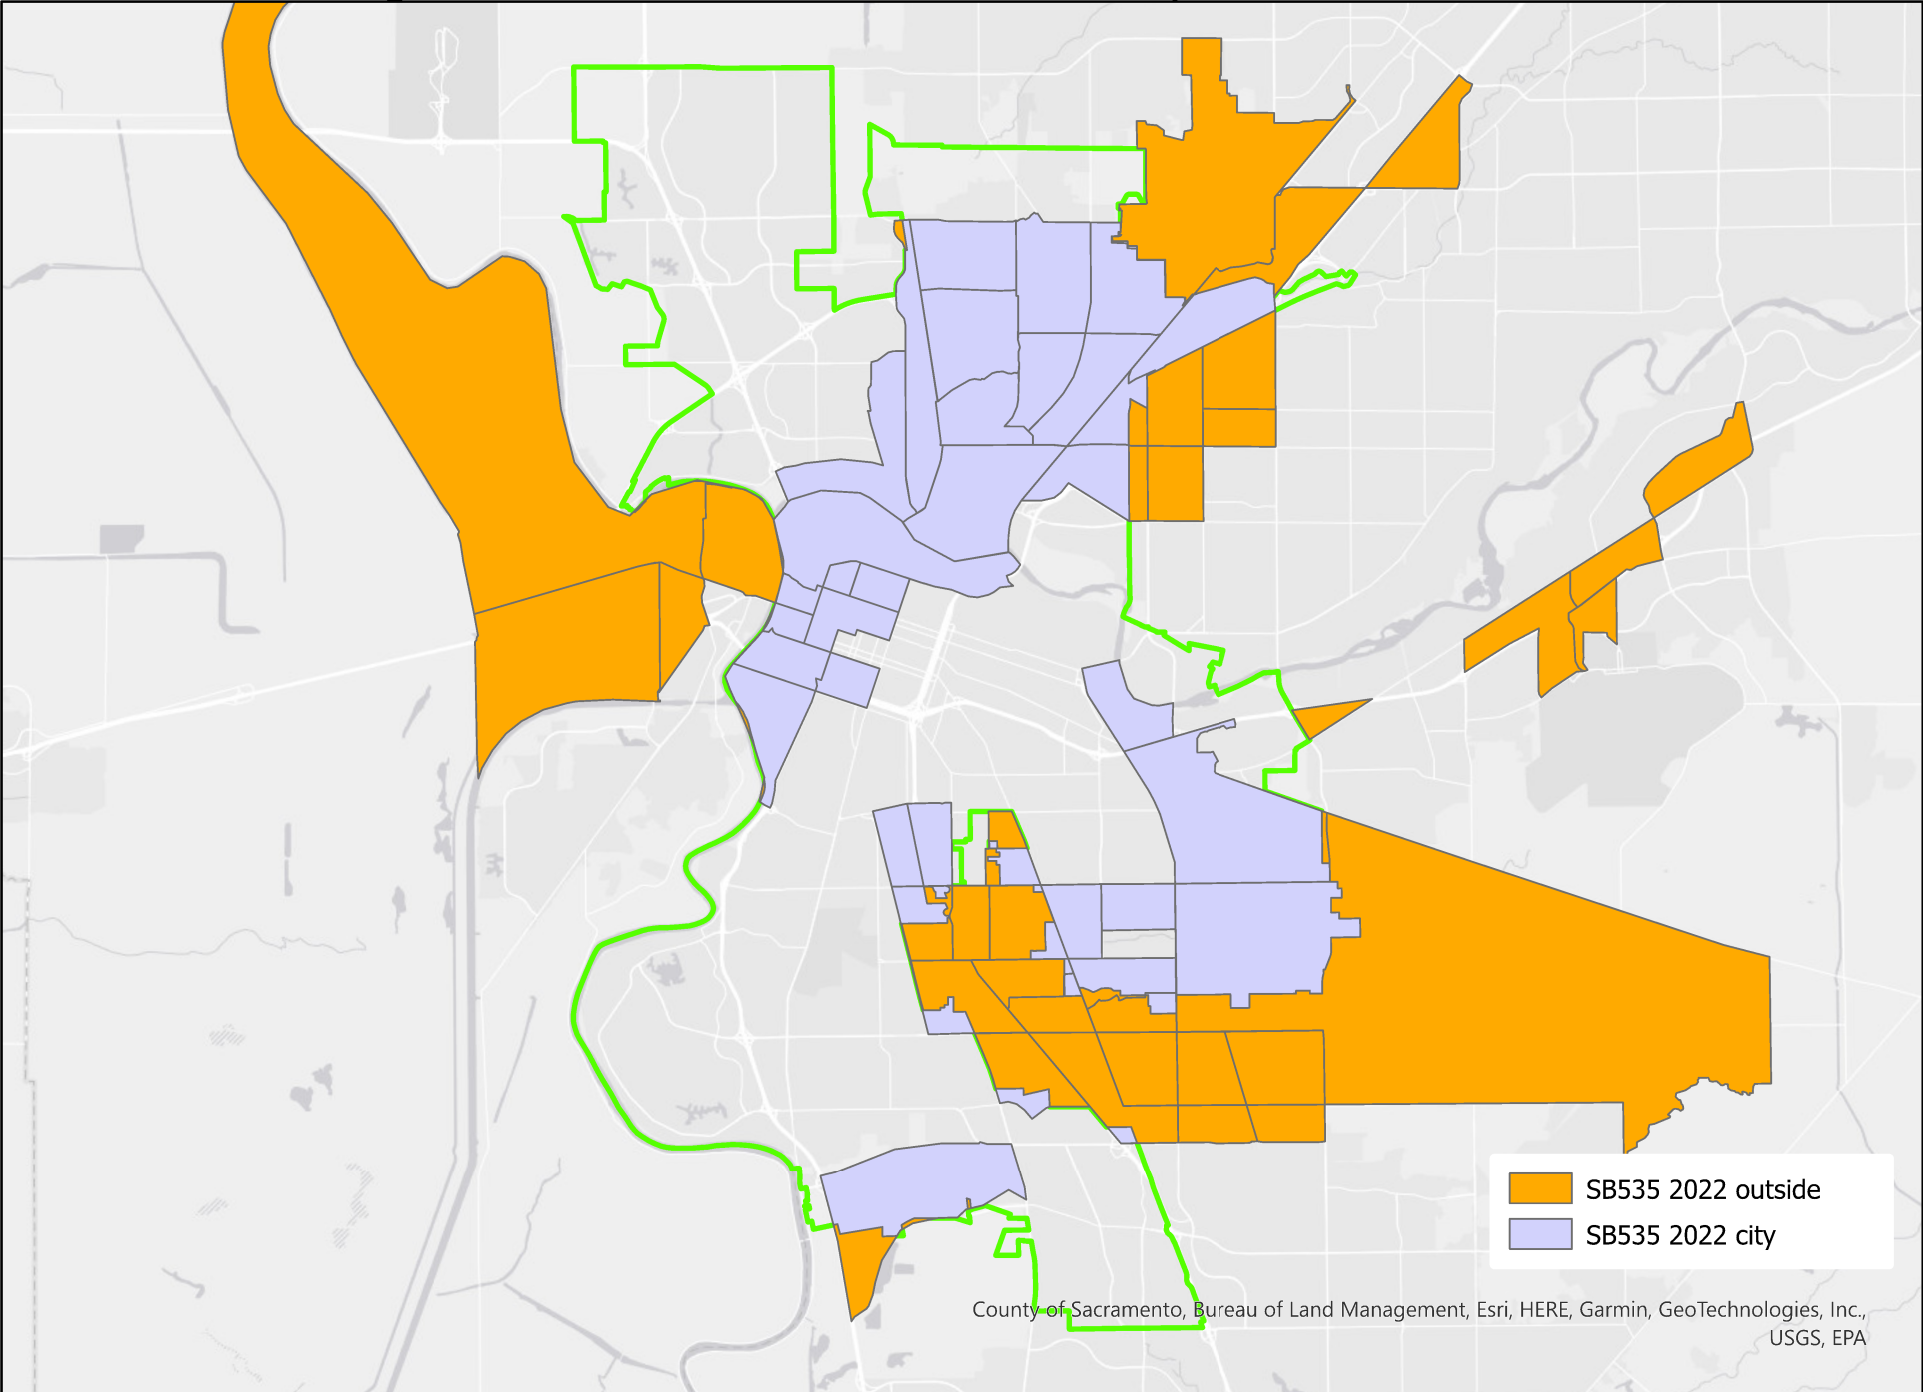 SB535 2022 outside
SB535 2022 city
County of Sacramento, Bureau of Land Management, Esri, HERE, Garmin, GeoTechnologies, Inc.,
USGS, EPA